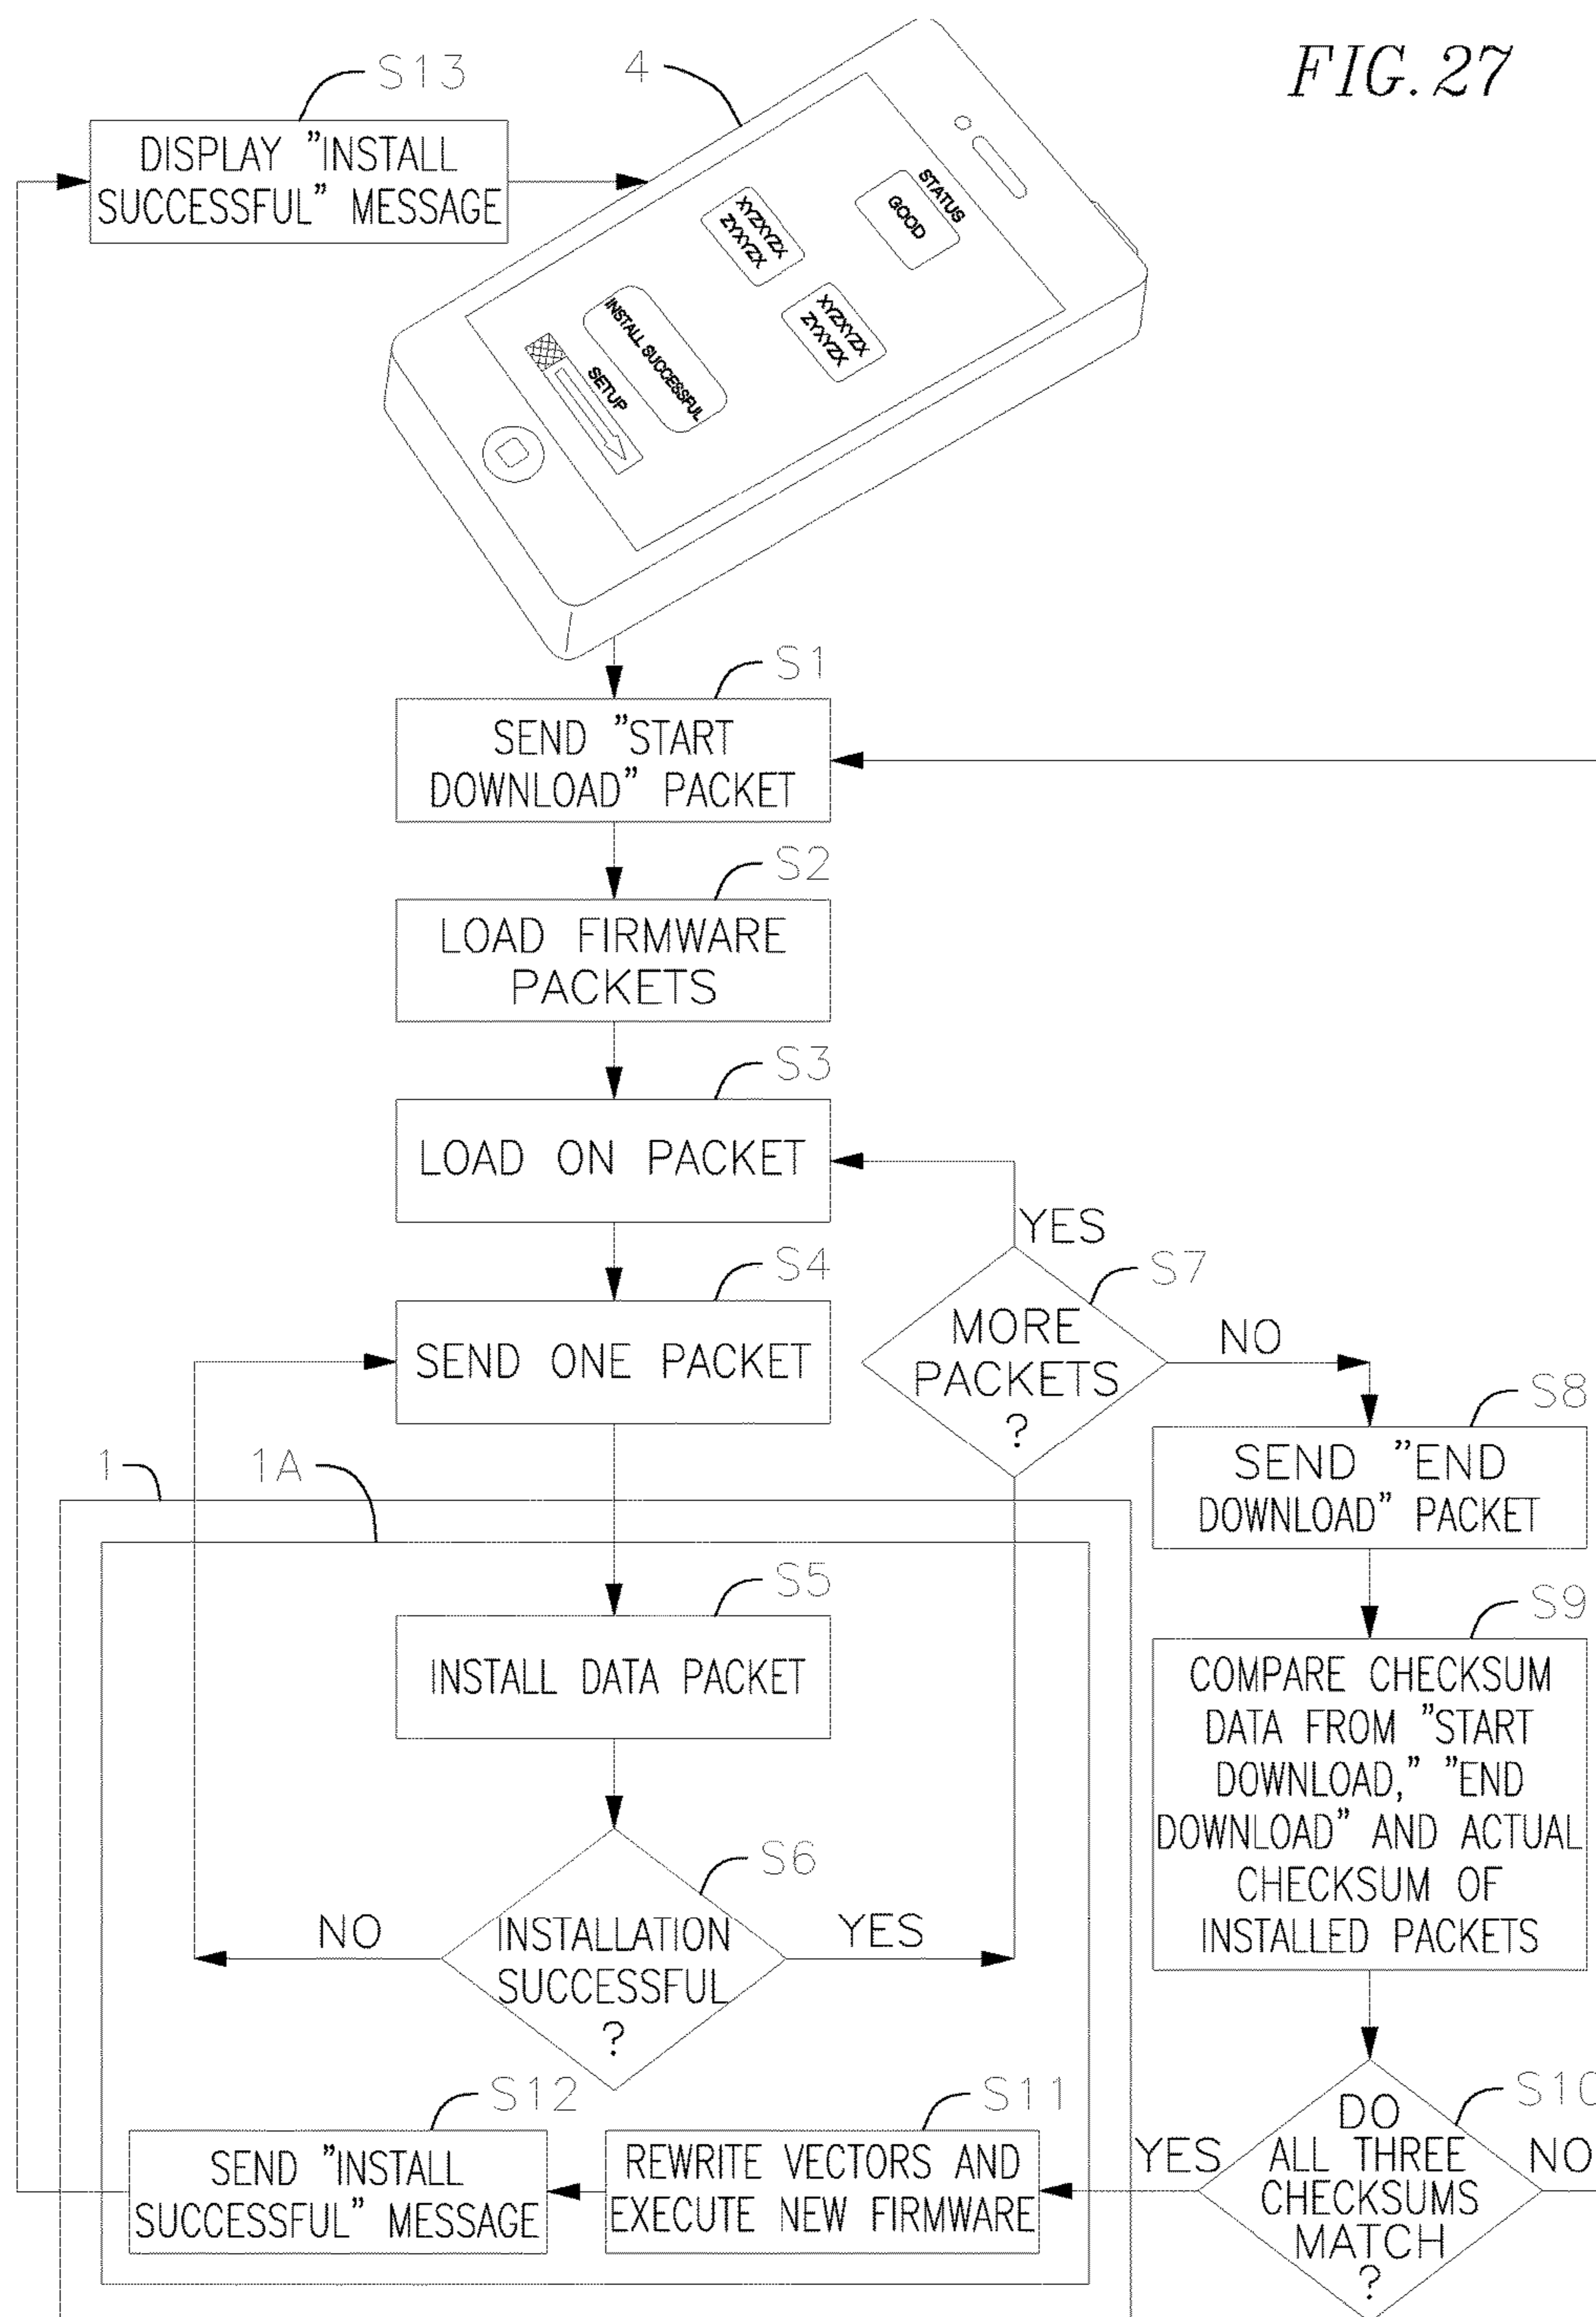 FIG. 27
S13
4
DISPLAY "INSTALL
SUCCESSFUL" MESSAGE
STATUS
GOOD
XYZXYZX
ZYXYZX
XYZXYZX
ZYXYZX
INSTALL SUCCESSFUL
SETUP
S1
SEND "START
DOWNLOAD" PACKET
S2
LOAD FIRMWARE
PACKETS
S3
LOAD ON PACKET
YES
S4
SEND ONE PACKET
S7
MORE
PACKETS
?
NO
S8
SEND "END
DOWNLOAD" PACKET
1
1A
S5
INSTALL DATA PACKET
S9
COMPARE CHECKSUM
DATA FROM "START
DOWNLOAD," "END
DOWNLOAD" AND ACTUAL
CHECKSUM OF
INSTALLED PACKETS
S6
INSTALLATION
SUCCESSFUL
?
NO
YES
S10
DO
ALL THREE
CHECKSUMS
MATCH
?
YES
NO
S11
REWRITE VECTORS AND
EXECUTE NEW FIRMWARE
S12
SEND "INSTALL
SUCCESSFUL" MESSAGE